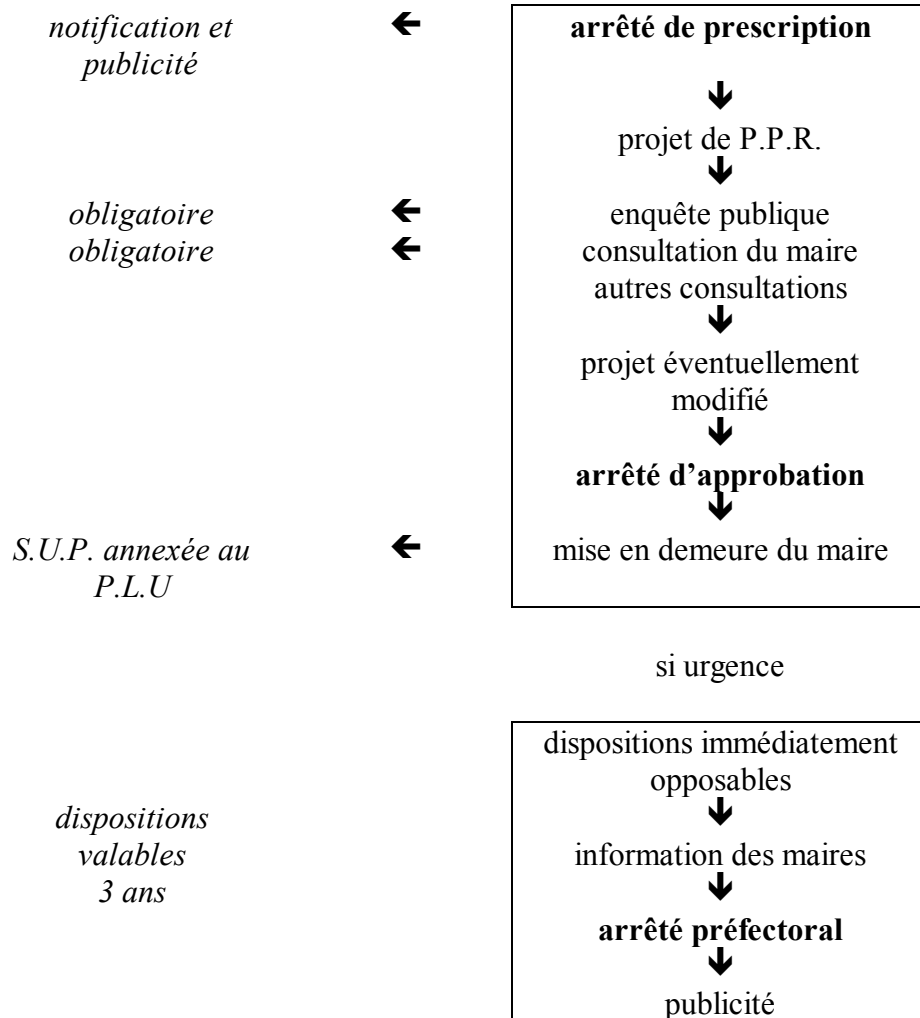 notification et
publicité
🡸
arrêté de prescription
🡻
projet de P.P.R.
🡻
obligatoire 🡸 enquête publique
obligatoire 🡸 consultation du maire
autres consultations
🡻
projet éventuellement
modifié
🡻
arrêté d’approbation
🡻
S.U.P. annexée au
P.L.U
🡸
mise en demeure du maire
si urgence
dispositions immédiatement
opposables
🡻
dispositions
valables
3 ans
information des maires
🡻
arrêté préfectoral
🡻
publicité